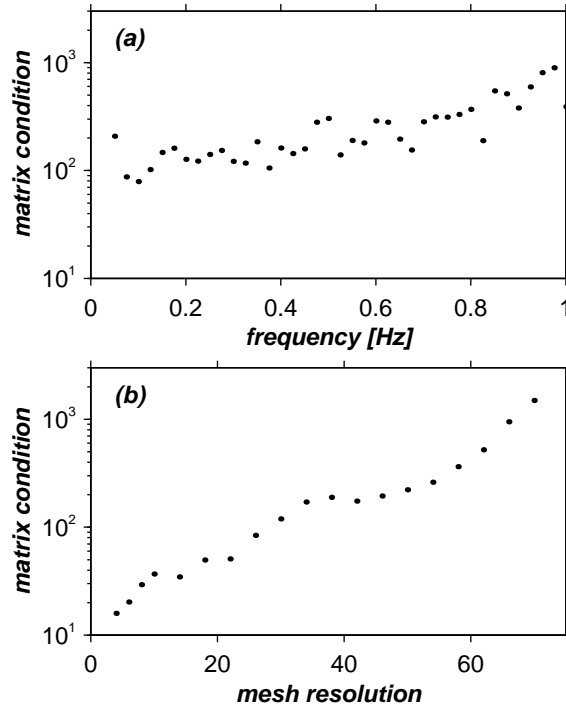 (a)
10³
10²
10¹
matrix condition
0 0.2 0.4 0.6 0.8 1
frequency [Hz]
(b)
10³
10²
10¹
matrix condition
0 20 40 60
mesh resolution